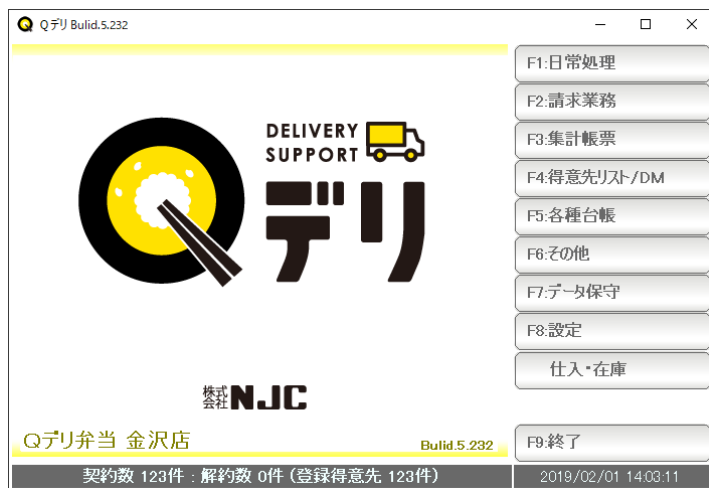 Qデリ Bulid.5.232
DELIVERY
SUPPORT
Qデリ
株式会社NJC
Qデリ弁当 金沢店
Bulid.5.232
F1:日常処理
F2:請求業務
F3:集計帳票
F4:得意先リスト/DM
F5:各種台帳
F6:その他
F7:データ保守
F8:設定
仕入・在庫
F9:終了
契約数 123件 : 解約数 0件 (登録得意先 123件)
2019/02/01 14:03:11